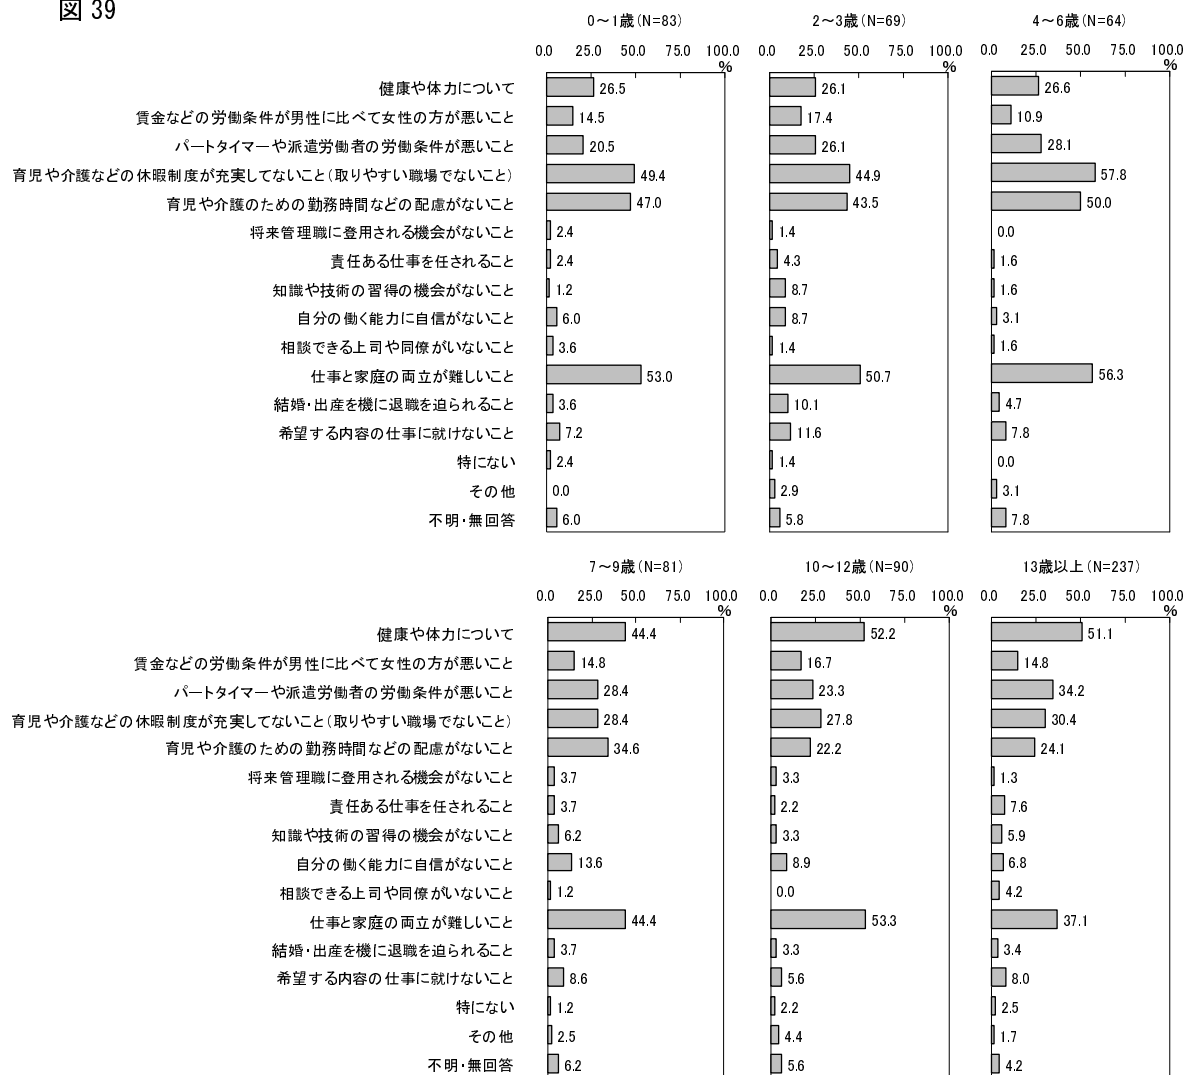 図 39
0～1歳(N=83) 2～3歳(N=69) 4～6歳(N=64)
0.0 25.0 50.0 75.0 100.0 0.0 25.0 50.0 75.0 100.0 0.0 25.0 50.0 75.0 100.0
% % %
健康や体力について 26.5 26.1 26.6
賃金などの労働条件が男性に比べて女性の方が悪いこと 14.5 17.4 10.9
パートタイマーや派遣労働者の労働条件が悪いこと 20.5 26.1 28.1
育児や介護などの休暇制度が充実してないこと(取りやすい職場でないこと) 49.4 44.9 57.8
育児や介護のための勤務時間などの配慮がないこと 47.0 43.5 50.0
将来管理職に登用される機会がないこと 2.4 1.4 0.0
責任ある仕事を任されること 2.4 4.3 1.6
知識や技術の習得の機会がないこと 1.2 8.7 1.6
自分の働く能力に自信がないこと 6.0 8.7 3.1
相談できる上司や同僚がいないこと 3.6 1.4 1.6
仕事と家庭の両立が難しいこと 53.0 50.7 56.3
結婚・出産を機に退職を迫られること 3.6 10.1 4.7
希望する内容の仕事に就けないこと 7.2 11.6 7.8
特にない 2.4 1.4 0.0
その他 0.0 2.9 3.1
不明・無回答 6.0 5.8 7.8
7～9歳(N=81) 10～12歳(N=90) 13歳以上(N=237)
0.0 25.0 50.0 75.0 100.0 0.0 25.0 50.0 75.0 100.0 0.0 25.0 50.0 75.0 100.0
% % %
健康や体力について 44.4 52.2 51.1
賃金などの労働条件が男性に比べて女性の方が悪いこと 14.8 16.7 14.8
パートタイマーや派遣労働者の労働条件が悪いこと 28.4 23.3 34.2
育児や介護などの休暇制度が充実してないこと(取りやすい職場でないこと) 28.4 27.8 30.4
育児や介護のための勤務時間などの配慮がないこと 34.6 22.2 24.1
将来管理職に登用される機会がないこと 3.7 3.3 1.3
責任ある仕事を任されること 3.7 2.2 7.6
知識や技術の習得の機会がないこと 6.2 3.3 5.9
自分の働く能力に自信がないこと 13.6 8.9 6.8
相談できる上司や同僚がいないこと 1.2 0.0 4.2
仕事と家庭の両立が難しいこと 44.4 53.3 37.1
結婚・出産を機に退職を迫られること 3.7 3.3 3.4
希望する内容の仕事に就けないこと 8.6 5.6 8.0
特にない 1.2 2.2 2.5
その他 2.5 4.4 1.7
不明・無回答 6.2 5.6 4.2